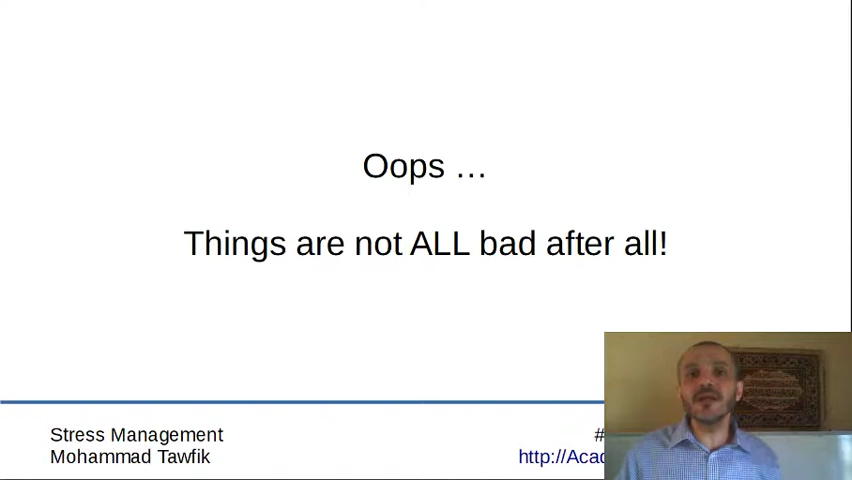 Oops …
Things are not ALL bad after all!
Stress Management
#
Mohammad Tawfik
http://Acad